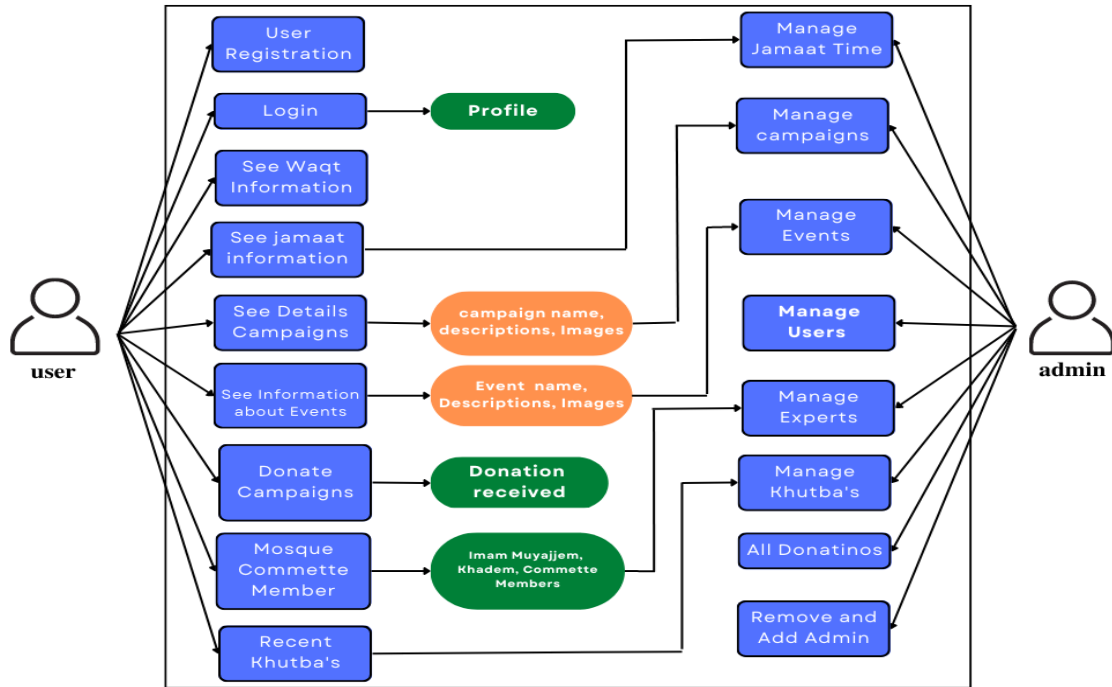 User
Registration
Manage
Jamaat Time
Login
Profile
Manage
campaigns
See Waqt
Information
See jamaat
information
Manage
Events
See Details
Campaigns
campaign name,
descriptions, Images
Manage
Users
user
admin
See Information
about Events
Event name,
Descriptions, Images
Manage
Experts
Donate
Campaigns
Donation
received
Manage
Khutba's
Mosque
Commette
Member
Imam Muyajjem,
Khadem, Commette
Members
All Donatinos
Recent
Khutba's
Remove and
Add Admin